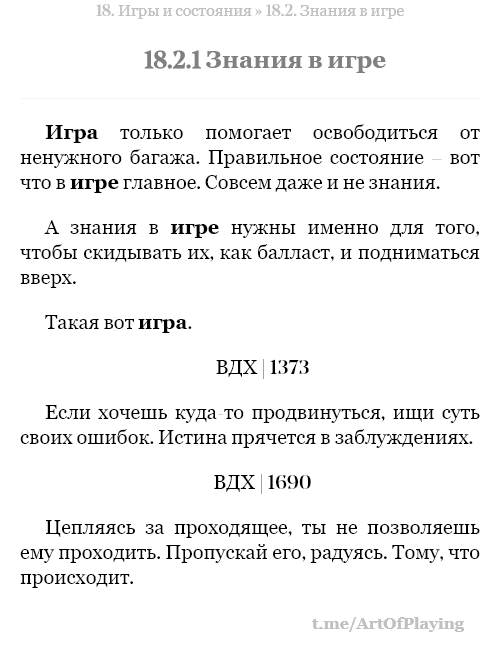 18. Игры и состояния » 18.2. Знания в игре
18.2.1 Знания в игре
Игра только помогает освободиться от
ненужного багажа. Правильное состояние – вот
что в игре главное. Совсем даже и не знания.
А знания в игре нужны именно для того,
чтобы скидывать их, как балласт, и подниматься
вверх.
Такая вот игра.
ВДХ | 1373
Если хочешь куда-то продвинуться, ищи суть
своих ошибок. Истина прячется в заблуждениях.
ВДХ | 1690
Цепляясь за проходящее, ты не позволяешь
ему проходить. Пропускай его, радуясь. Тому, что
происходит.
t.me/ArtOfPlaying